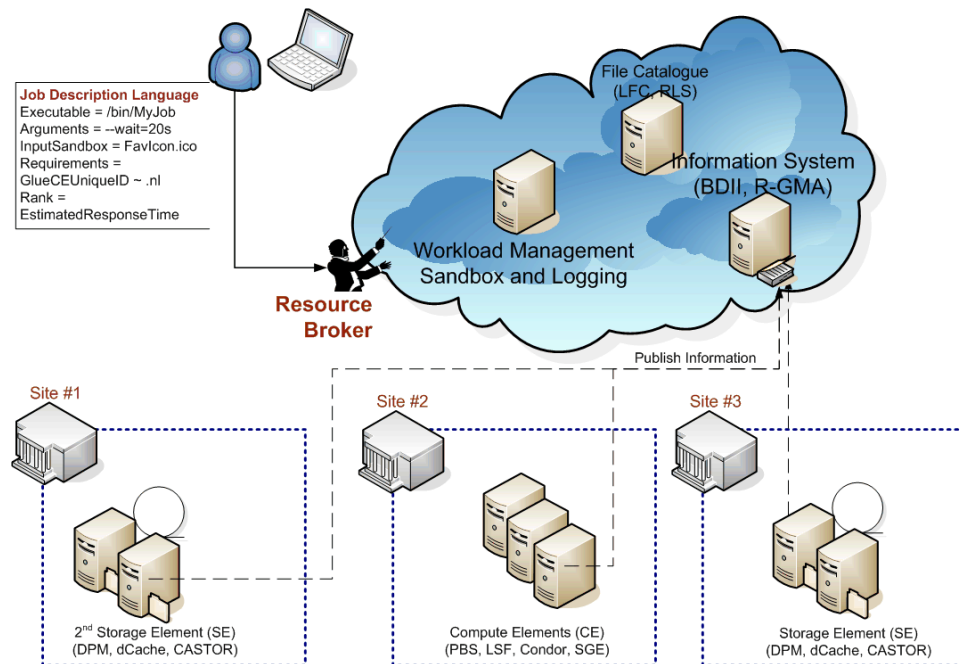 Job Description Language
Executable = /bin/MyJob
Arguments = --wait=20s
InputSandbox = FavIcon.ico
Requirements =
GlueCEUniqueID ~ .nl
Rank =
EstimatedResponseTime
File Catalogue
(LFC, RLS)
Information System
(BDII, R-GMA)
Workload Management
Sandbox and Logging
Resource
Broker
Publish Information
Site #1
Site #2
Site #3
2nd Storage Element (SE)
(DPM, dCache, CASTOR)
Compute Elements (CE)
(PBS, LSF, Condor, SGE)
Storage Element (SE)
(DPM, dCache, CASTOR)